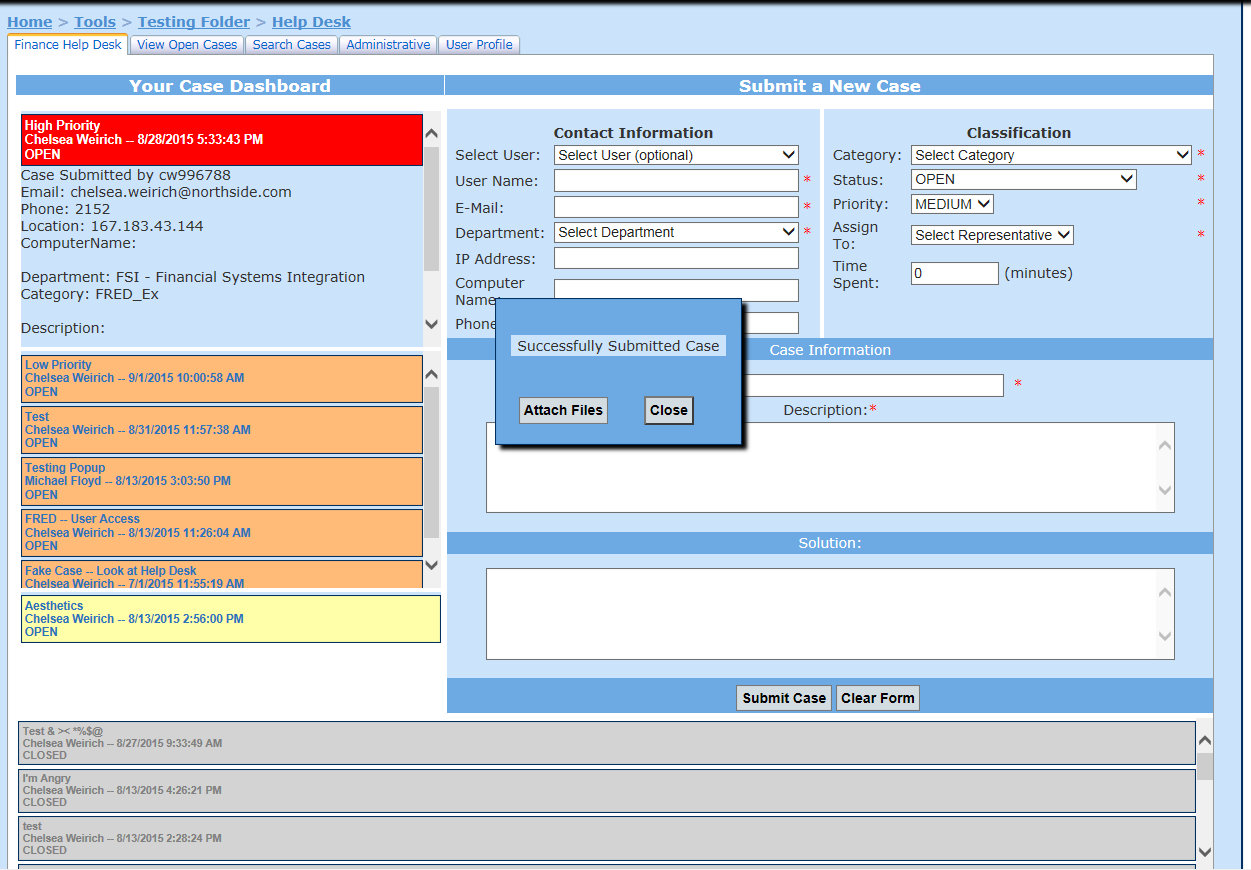 Home > Tools > Testing Folder > Help Desk
Finance Help Desk View Open Cases Search Cases Administrative User Profile
Your Case Dashboard
High Priority
Chelsea Weirich -- 8/28/2015 5:33:43 PM
OPEN
Case Submitted by cw996788
Email: chelsea.weirich@northside.com
Phone: 2152
Location: 167.183.43.144
ComputerName:
Department: FSI - Financial Systems Integration
Category: FRED_Ex
Description:
Low Priority
Chelsea Weirich -- 9/1/2015 10:00:58 AM
OPEN
Test
Chelsea Weirich -- 8/31/2015 11:57:38 AM
OPEN
Testing Popup
Michael Floyd -- 8/13/2015 3:03:50 PM
OPEN
FRED -- User Access
Chelsea Weirich -- 8/13/2015 11:26:04 AM
OPEN
Fake Case -- Look at Help Desk
Chelsea Weirich -- 7/1/2015 11:55:19 AM
Aesthetics
Chelsea Weirich -- 8/13/2015 2:56:00 PM
OPEN
Submit a New Case
Contact Information
Select User: Select User (optional)
User Name: *
E-Mail: *
Department: Select Department *
IP Address:
Computer
Name:
Phone
Classification
Category: Select Category *
Status: OPEN *
Priority: MEDIUM *
Assign
To: Select Representative *
Time
Spent: 0 (minutes)
Successfully Submitted Case
Attach Files Close
Case Information
*
Description:*
Solution:
Submit Case Clear Form
Test & >< *%$@
Chelsea Weirich -- 8/27/2015 9:33:49 AM
CLOSED
I'm Angry
Chelsea Weirich -- 8/13/2015 4:26:21 PM
CLOSED
test
Chelsea Weirich -- 8/13/2015 2:28:24 PM
CLOSED